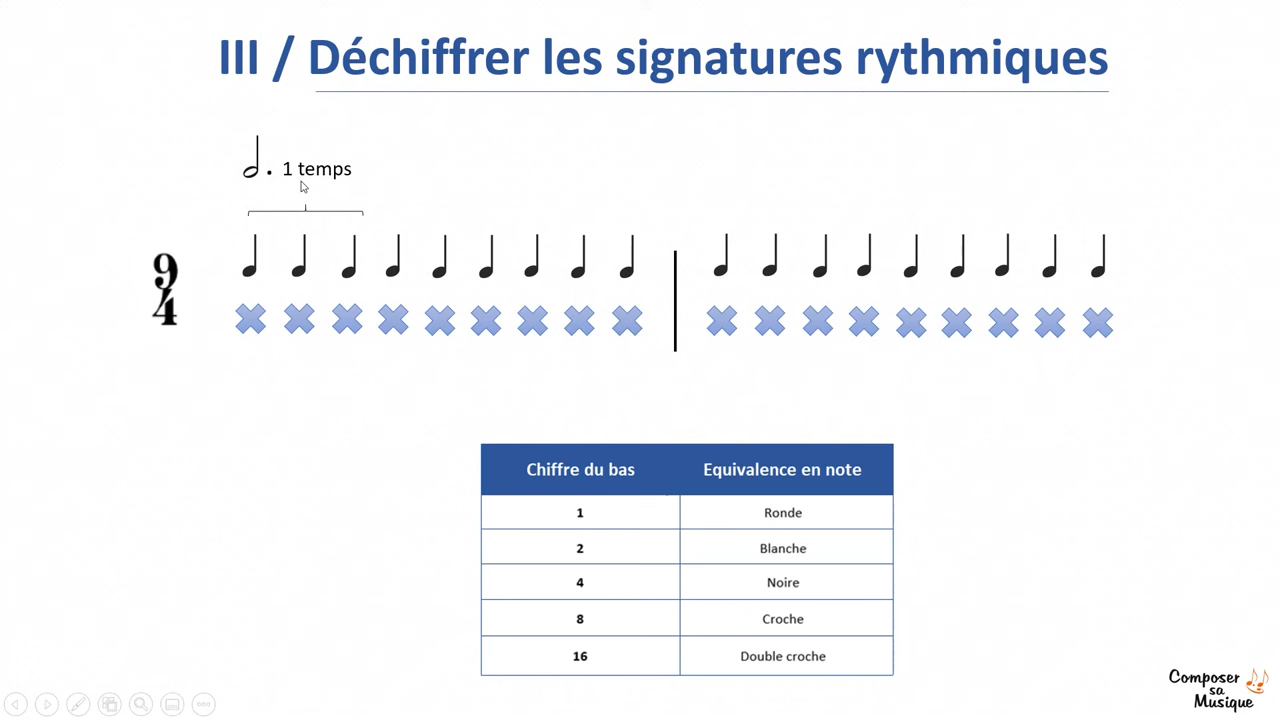 III / Déchiffrer les signatures rythmiques
1 temps
9
4
Chiffre du bas Equivalence en note
1 Ronde
2 Blanche
4 Noire
8 Croche
16 Double croche
Composer
sa
Musique